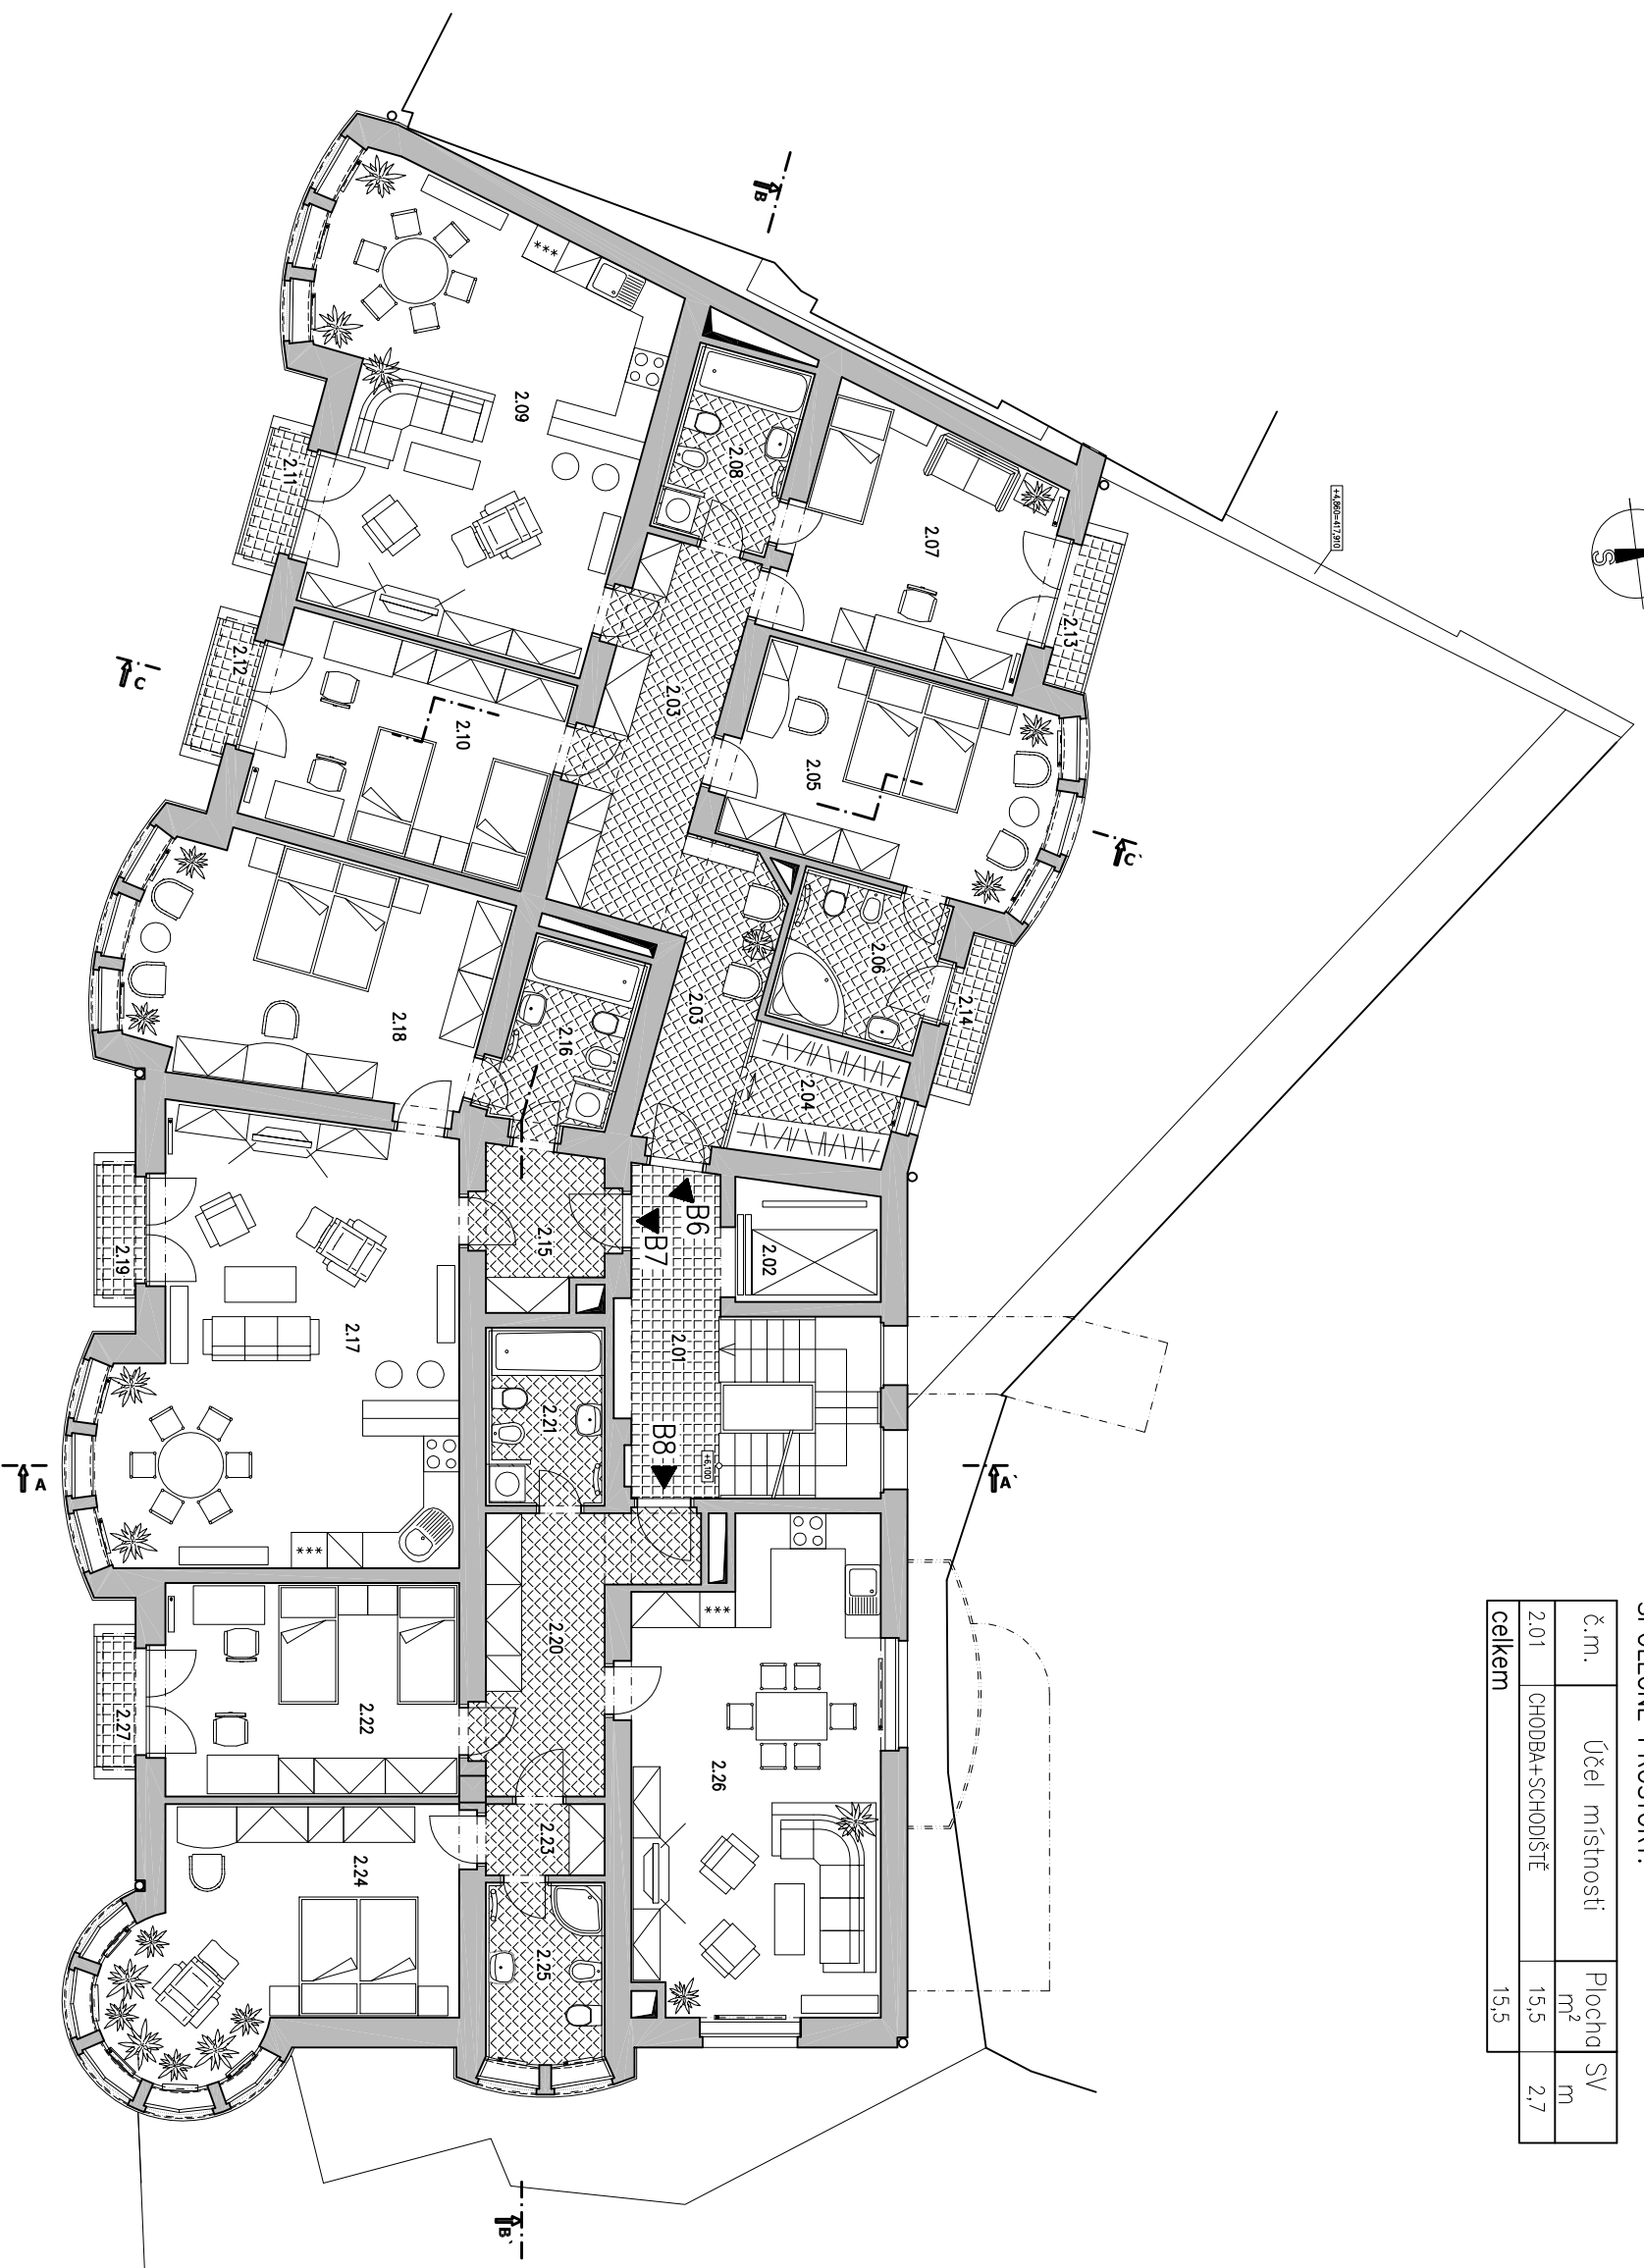 č.m. Účel místnosti Plocha m² SV m
2.01 CHODBA+SCHODIŠTĚ 15,5 2,7
celkem 15,5
S
+4,860=417,910
B
C
C`
A
A`
B`
2.09
2.08
2.07
2.11
2.13
2.12
2.03
2.10
2.05
2.06
2.14
2.03
2.18
2.16
2.04
B6
B7
2.15
2.02
2.19
2.17
2.01
2.21
B8
+6,100
2.20
2.22
2.27
2.26
2.23
2.24
2.25
***
***
***